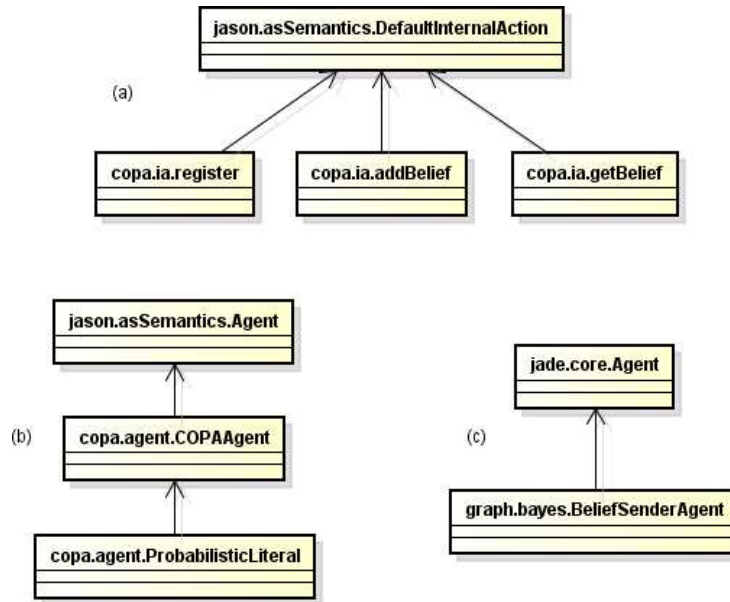 jason.asSemantics.DefaultInternalAction
(a)
copa.ia.register
copa.ia.addBelief
copa.ia.getBelief
jason.asSemantics.Agent
jade.core.Agent
(b)
copa.agent.COPAAgent
(c)
graph.bayes.BeliefSenderAgent
copa.agent.ProbabilisticLiteral